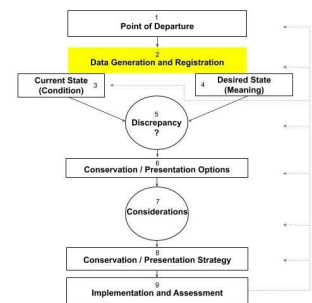 1
Point of Departure
2
Data Generation and Registration
Current State
(Condition)
3
4
Desired State
(Meaning)
5
Discrepancy
?
6
Conservation / Presentation Options
7
Considerations
8
Conservation / Presentation Strategy
9
Implementation and Assessment